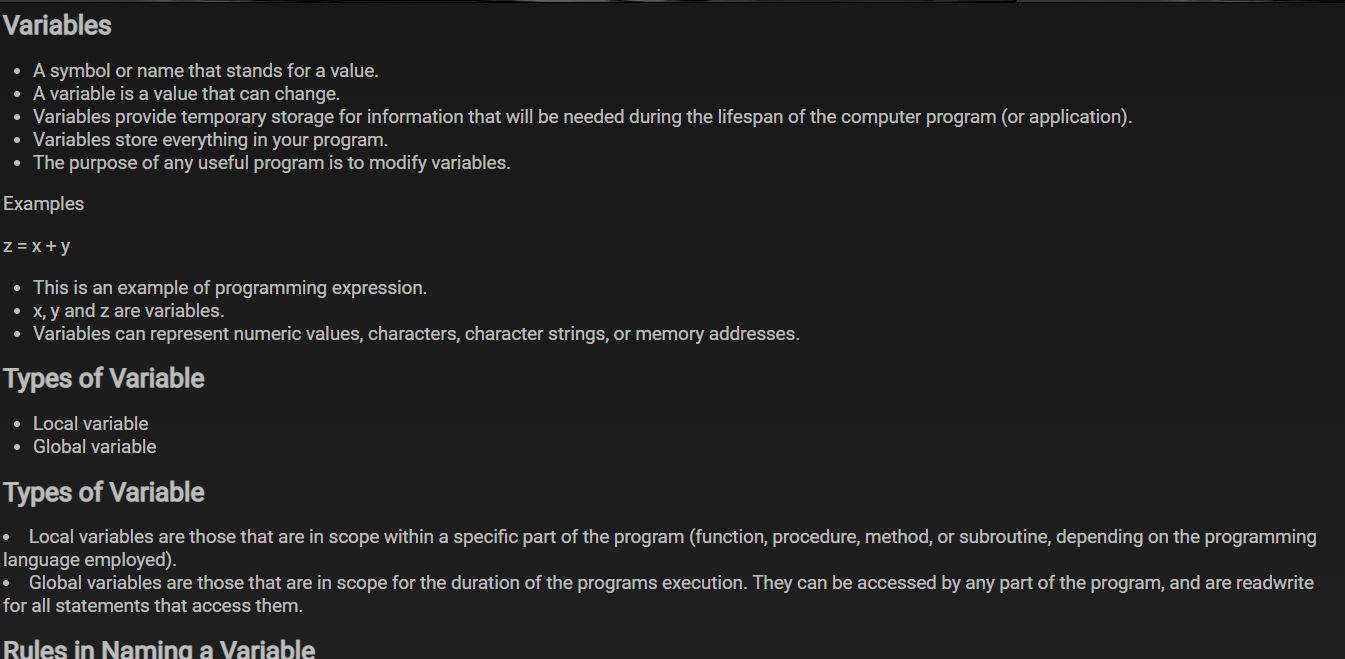 Variables
• A symbol or name that stands for a value.
• A variable is a value that can change.
• Variables provide temporary storage for information that will be needed during the lifespan of the computer program (or application).
• Variables store everything in your program.
• The purpose of any useful program is to modify variables.
Examples
z = x + y
• This is an example of programming expression.
• x, y and z are variables.
• Variables can represent numeric values, characters, character strings, or memory addresses.
Types of Variable
• Local variable
• Global variable
Types of Variable
• Local variables are those that are in scope within a specific part of the program (function, procedure, method, or subroutine, depending on the programming
language employed).
• Global variables are those that are in scope for the duration of the programs execution. They can be accessed by any part of the program, and are readwrite
for all statements that access them.
Rules in Naming a Variable